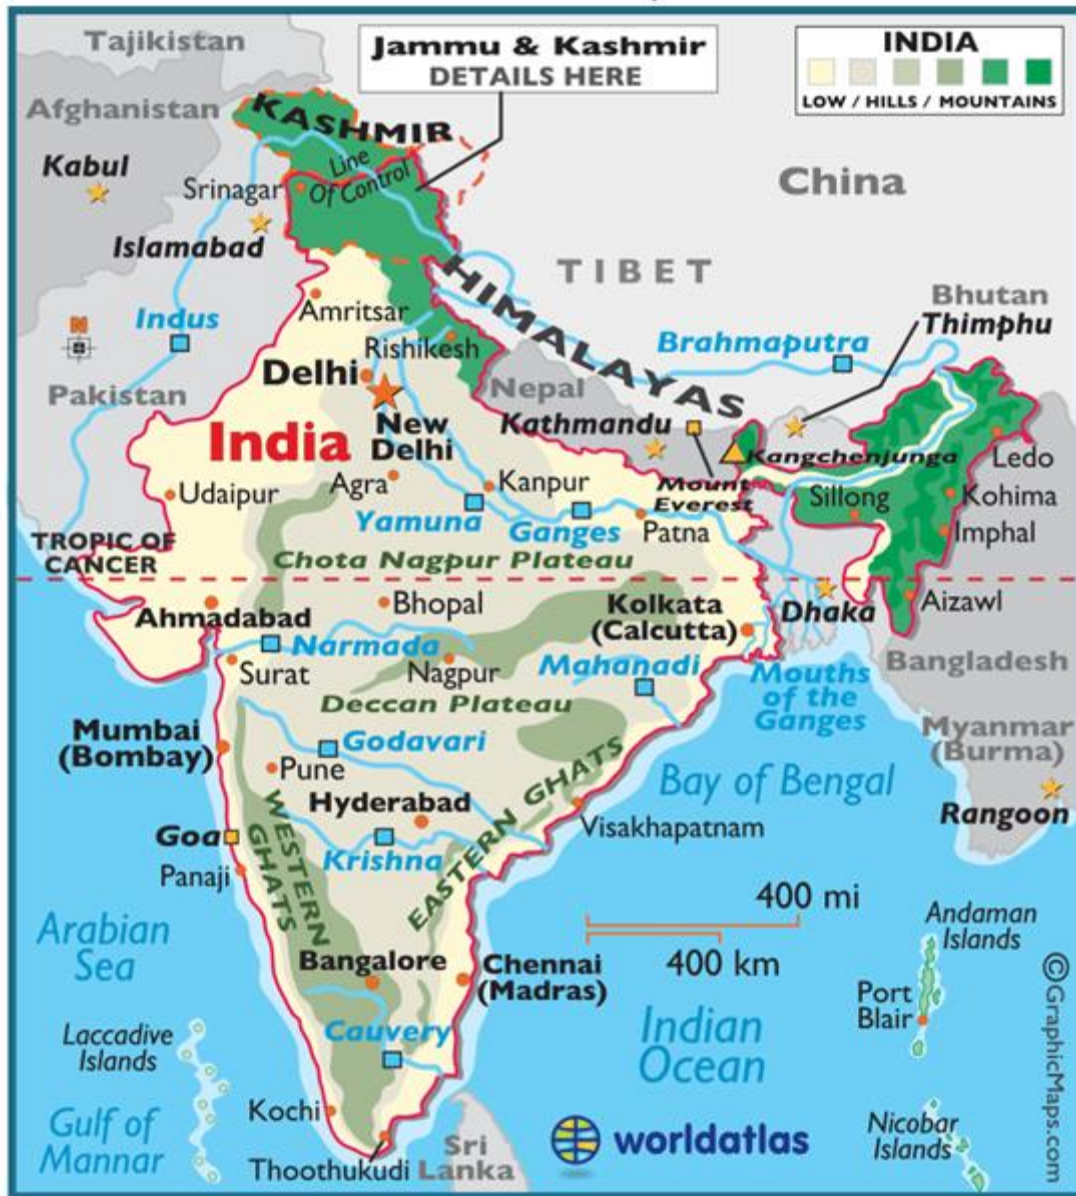 Tajikistan
Jammu & Kashmir
DETAILS HERE
INDIA
LOW / HILLS / MOUNTAINS
Afghanistan
KASHMIR
Kabul
Line
Of Control
Srinagar
China
Islamabad
TIBET
HIMALAYAS
Bhutan
Thimphu
N
Indus
Amritsar
Rishikesh
Brahmaputra
Pakistan
Delhi
Nepal
Kathmandu
India
New
Delhi
Kangchenjunga
Ledo
Udaipur
Agra
Kanpur
Mount
Everest
Sillong
Kohima
Yamuna
Ganges
Patna
Imphal
TROPIC OF
CANCER
Chota Nagpur Plateau
Ahmadabad
Bhopal
Kolkata
(Calcutta)
Dhaka
Aizawl
Narmada
Surat
Nagpur
Mahanadi
Mouths
of the
Ganges
Bangladesh
Deccan Plateau
Mumbai
(Bombay)
Godavari
Myanmar
(Burma)
Pune
Bay of Bengal
Hyderabad
Rangoon
Goa
WESTERN
GHATS
Krishna
EASTERN GHATS
Visakhapatnam
Panaji
400 mi
400 km
Arabian
Sea
Andaman
Islands
Bangalore
Chennai
(Madras)
Port
Blair
Laccadive
Islands
Cauvery
Indian
Ocean
Gulf of
Mannar
Kochi
Thoothukudi
Sri
Lanka
worldatlas
Nicobar
Islands
©GraphicMaps.com